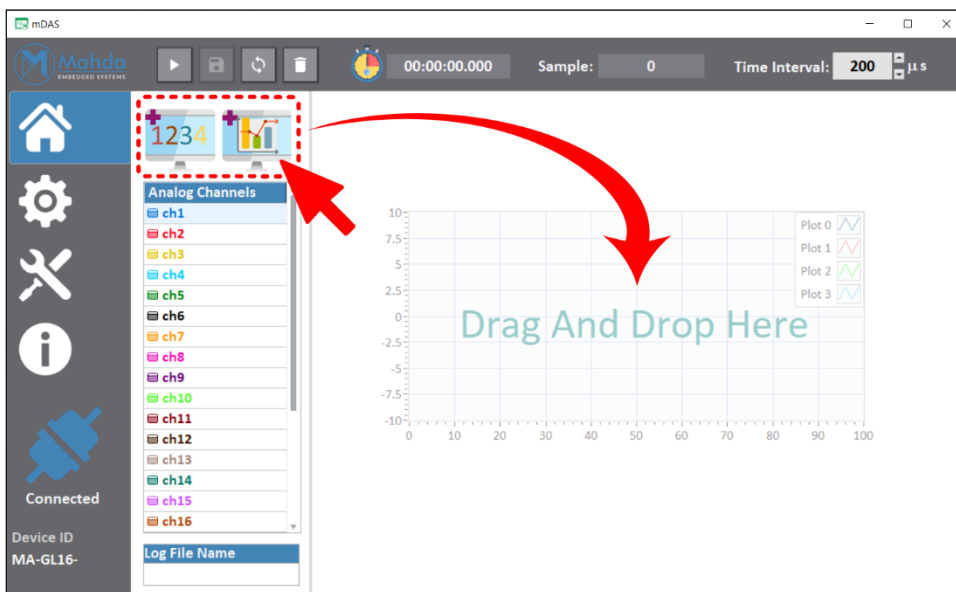 mDAS
Mahda
EMBEDDED SYSTEMS
00:00:00.000 Sample: 0 Time Interval: 200 µs
1234
Analog Channels
ch1
ch2
ch3
ch4
ch5
ch6
ch7
ch8
ch9
ch10
ch11
ch12
ch13
ch14
ch15
ch16
Log File Name
Connected
Device ID
MA-GL16-
Plot 0
Plot 1
Plot 2
Plot 3
10
7.5
5
2.5
0
-2.5
-5
-7.5
-10
0 10 20 30 40 50 60 70 80 90 100
Drag And Drop Here